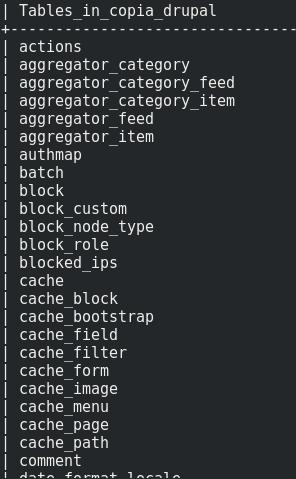 | Tables_in_copia_drupal
+--------------------------------
| actions
| aggregator_category
| aggregator_category_feed
| aggregator_category_item
| aggregator_feed
| aggregator_item
| authmap
| batch
| block
| block_custom
| block_node_type
| block_role
| blocked_ips
| cache
| cache_block
| cache_bootstrap
| cache_field
| cache_filter
| cache_form
| cache_image
| cache_menu
| cache_page
| cache_path
| comment
| date_format_locale